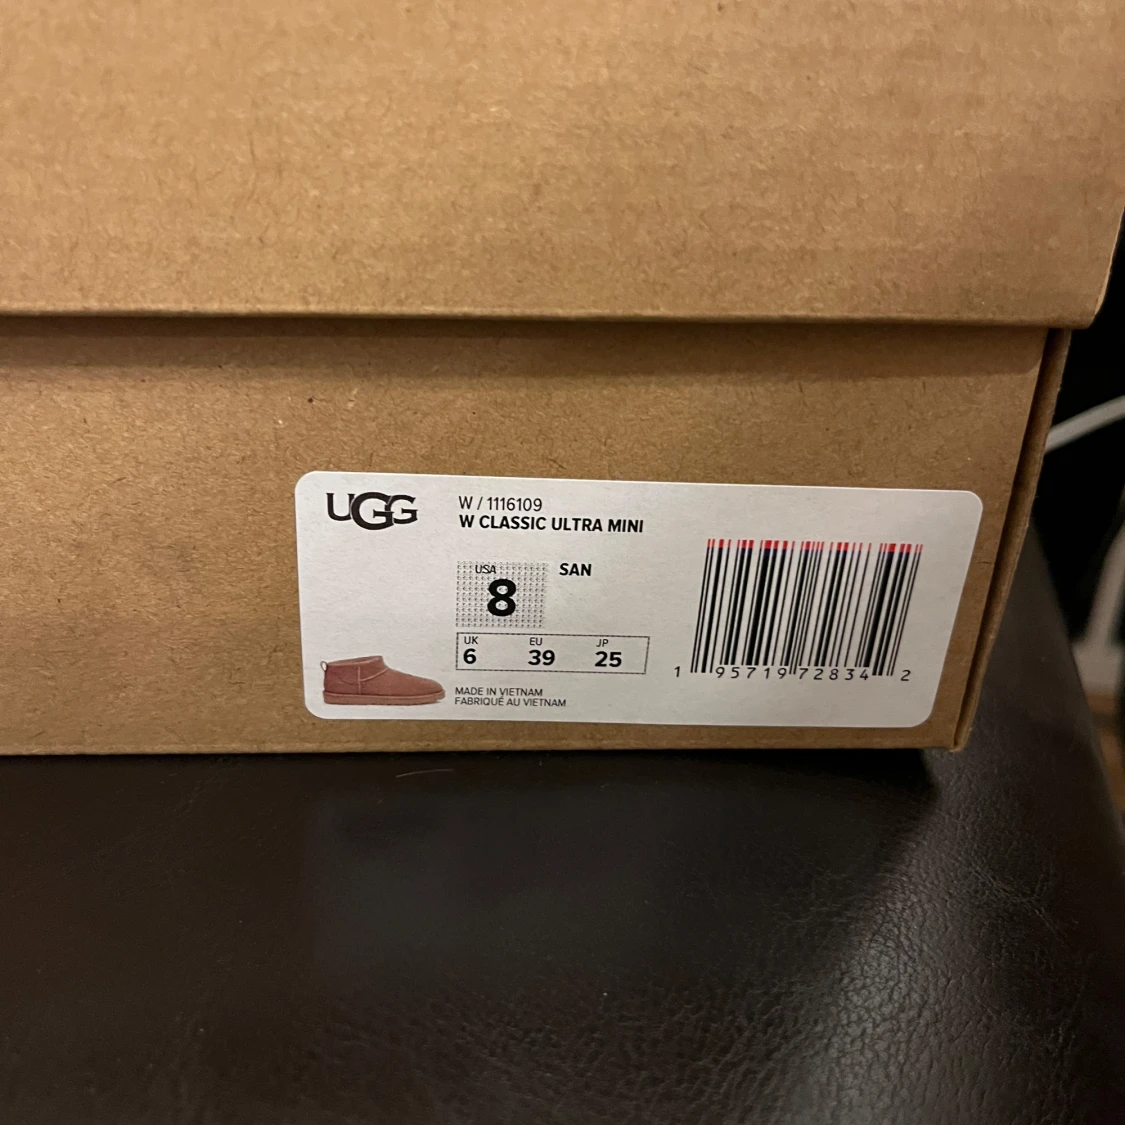 UGG
W / 1116109
W CLASSIC ULTRA MINI
USA
8
SAN
UK EU JP
6 39 25
MADE IN VIETNAM
FABRIQUÉ AU VIETNAM
1 95719 72834 2